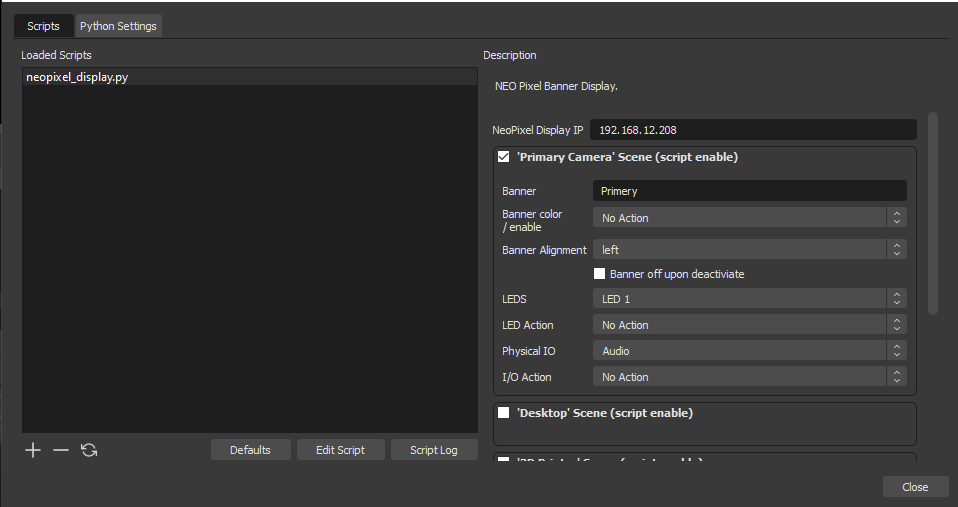 Scripts
Python Settings
Loaded Scripts
neopixel_display.py
Defaults
Edit Script
Script Log
Description
NEO Pixel Banner Display.
NeoPixel Display IP 192.168.12.208
'Primary Camera' Scene (script enable)
Banner Primery
Banner color
/ enable
No Action
Banner Alignment left
Banner off upon deactiviate
LEDS LED 1
LED Action No Action
Physical IO Audio
I/O Action No Action
'Desktop' Scene (script enable)
Close